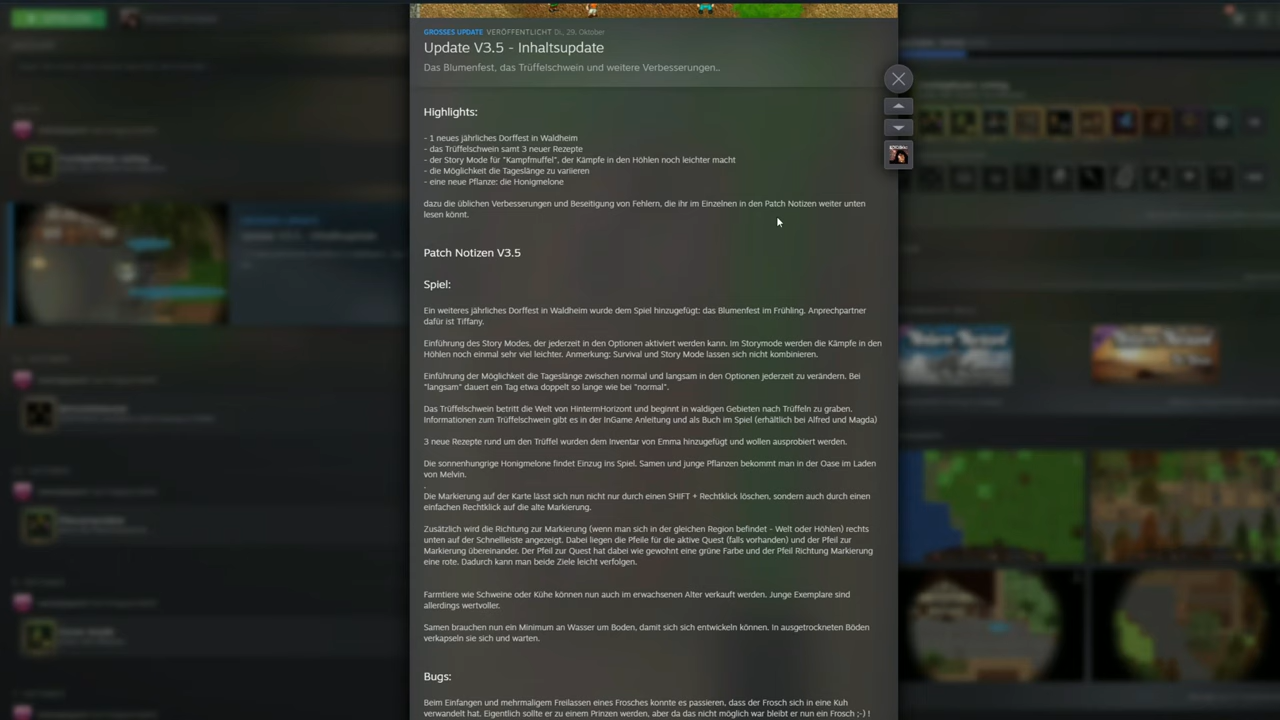 GROSSES UPDATE VERÖFFENTLICHT Di., 29. Oktober
Update V3.5 - Inhaltsupdate
Das Blumenfest, das Trüffelschwein und weitere Verbesserungen..
Highlights:
- 1 neues jährliches Dorffest in Waldheim
- das Trüffelschwein samt 3 neuer Rezepte
- der Story Mode für "Kampfmuffel", der Kämpfe in den Höhlen noch leichter macht
- die Möglichkeit die Tageslänge zu variieren
- eine neue Pflanze: die Honigmelone
dazu die üblichen Verbesserungen und Beseitigung von Fehlern, die ihr im Einzelnen in den Patch Notizen weiter unten
lesen könnt.
Patch Notizen V3.5
Spiel:
Ein weiteres jährliches Dorffest in Waldheim wurde dem Spiel hinzugefügt: das Blumenfest im Frühling. Anprechpartner
dafür ist Tiffany.
Einführung des Story Modes, der jederzeit in den Optionen aktiviert werden kann. Im Storymode werden die Kämpfe in den
Höhlen noch einmal sehr viel leichter. Anmerkung: Survival und Story Mode lassen sich nicht kombinieren.
Einführung der Möglichkeit die Tageslänge zwischen normal und langsam in den Optionen jederzeit zu verändern. Bei
"langsam" dauert ein Tag etwa doppelt so lange wie bei "normal".
Das Trüffelschwein betritt die Welt von HintermHorizont und beginnt in waldigen Gebieten nach Trüffeln zu graben.
Informationen zum Trüffelschwein gibt es in der InGame Anleitung und als Buch im Spiel (erhältlich bei Alfred und Magda)
3 neue Rezepte rund um den Trüffel wurden dem Inventar von Emma hinzugefügt und wollen ausprobiert werden.
Die sonnenhungrige Honigmelone findet Einzug ins Spiel. Samen und junge Pflanzen bekommt man in der Oase im Laden
von Melvin.
.
Die Markierung auf der Karte lässt sich nun nicht nur durch einen SHIFT + Rechtklick löschen, sondern auch durch einen
einfachen Rechtklick auf die alte Markierung.
Zusätzlich wird die Richtung zur Markierung (wenn man sich in der gleichen Region befindet - Welt oder Höhlen) rechts
unten auf der Schnellleiste angezeigt. Dabei liegen die Pfeile für die aktive Quest (falls vorhanden) und der Pfeil zur
Markierung übereinander. Der Pfeil zur Quest hat dabei wie gewohnt eine grüne Farbe und der Pfeil Richtung Markierung
eine rote. Dadurch kann man beide Ziele leicht verfolgen.
Farmtiere wie Schweine oder Kühe können nun auch im erwachsenen Alter verkauft werden. Junge Exemplare sind
allerdings wertvoller.
Samen brauchen nun ein Minimum an Wasser um Boden, damit sich sich entwickeln können. In ausgetrockneten Böden
verkapseln sie sich und warten.
Bugs:
Beim Einfangen und mehrmaligem Freilassen eines Frosches konnte es passieren, dass der Frosch sich in eine Kuh
verwandelt hat. Eigentlich sollte er zu einem Prinzen werden, aber da das nicht möglich war bleibt er nun ein Frosch ;-) !